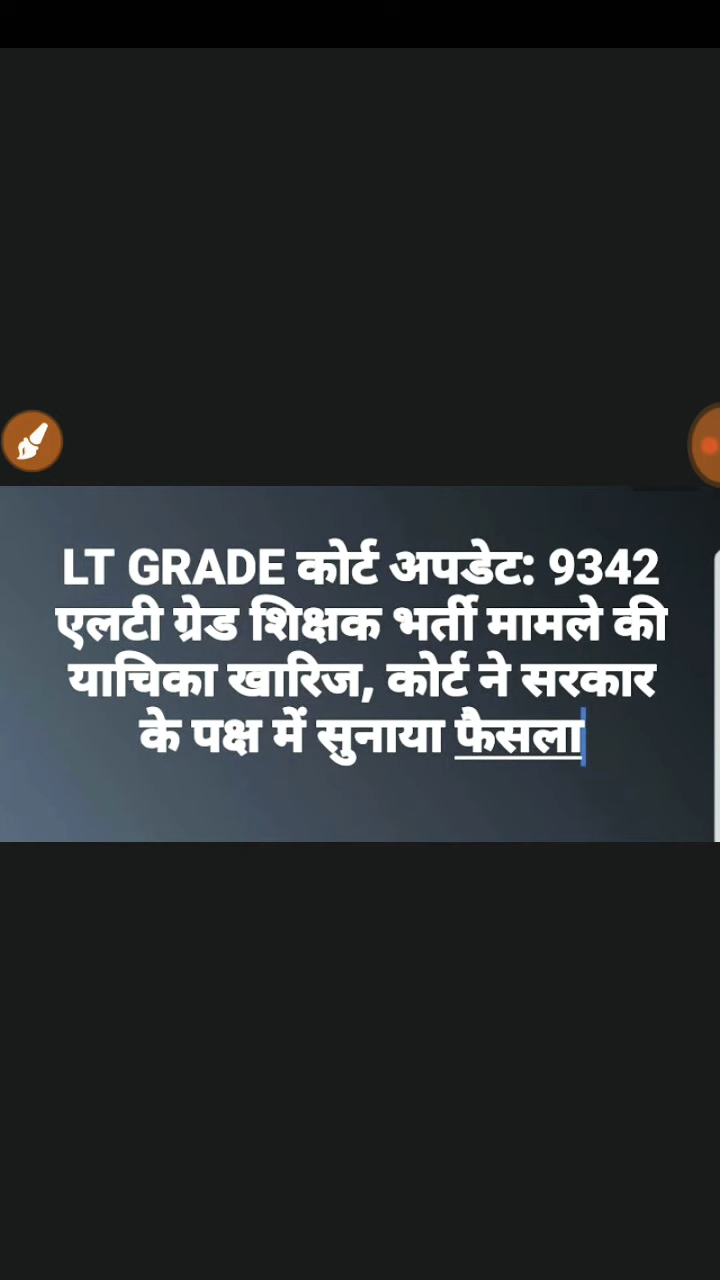 LT GRADE कोर्ट अपडेट: 9342
एलटी ग्रेड शिक्षक भर्ती मामले की
याचिका खारिज, कोर्ट ने सरकार
के पक्ष में सुनाया फैसला